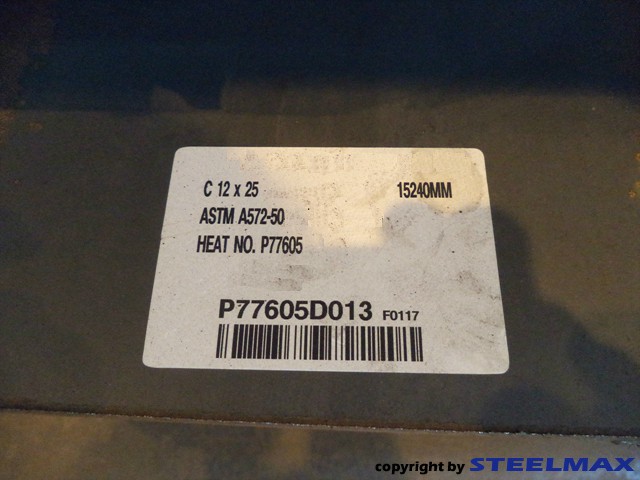 C 12 x 25 15240MM
ASTM A572-50
HEAT NO. P77605
P77605D013 F0117
copyright by STEELMAX